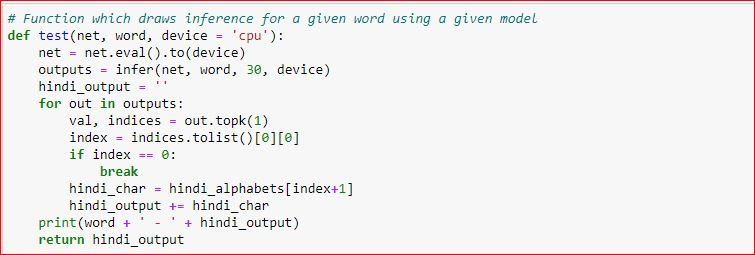 # Function which draws inference for a given word using a given model
def test(net, word, device = 'cpu'):
    net = net.eval().to(device)
    outputs = infer(net, word, 30, device)
    hindi_output = ''
    for out in outputs:
        val, indices = out.topk(1)
        index = indices.tolist()[0][0]
        if index == 0:
            break
        hindi_char = hindi_alphabets[index+1]
        hindi_output += hindi_char
    print(word + ' - ' + hindi_output)
    return hindi_output